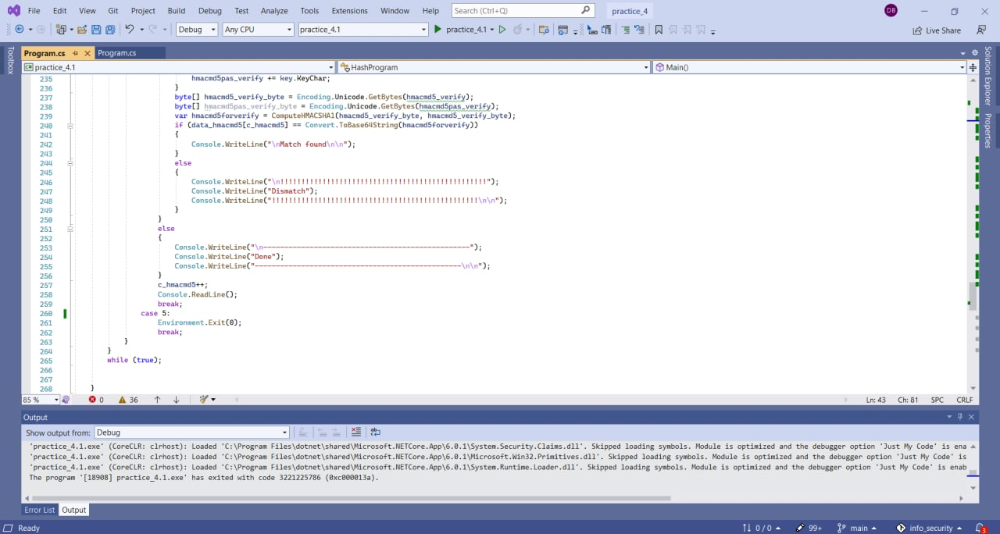 File Edit View Git Project Build Debug Test Analyze Tools Extensions Window Help Search (Ctrl+Q) practice_4 DB
Debug Any CPU practice_4.1 practice_4.1 Live Share
Toolbox
Program.cs Program.cs
practice_4.1 HashProgram Main()
235 hmacmd5pas_verify += key.KeyChar;
236 }
237 byte[] hmacmd5_verify_byte = Encoding.Unicode.GetBytes(hmacmd5_verify);
238 byte[] hmacmd5pas_verify_byte = Encoding.Unicode.GetBytes(hmacmd5pas_verify);
239 var hmacmd5forverify = ComputeHMACSHA1(hmacmd5_verify_byte, hmacmd5_verify_byte);
240 if (data_hmacmd5[c_hmacmd5] == Convert.ToBase64String(hmacmd5forverify))
241 {
242 Console.WriteLine("\nMatch found\n\n");
243 }
244 else
245 {
246 Console.WriteLine("\n!!!!!!!!!!!!!!!!!!!!!!!!!!!!!!!!!!!!!!!!!!!!!!!!!");
247 Console.WriteLine("Dismatch");
248 Console.WriteLine("!!!!!!!!!!!!!!!!!!!!!!!!!!!!!!!!!!!!!!!!!!!!!!!!!\n\n");
249 }
250 }
251 else
252 {
253 Console.WriteLine("\n-------------------------------------------------");
254 Console.WriteLine("Done");
255 Console.WriteLine("-------------------------------------------------\n\n");
256 }
257 c_hmacmd5++;
258 Console.ReadLine();
259 break;
260 case 5:
261 Environment.Exit(0);
262 break;
263 }
264 }
265 while (true);
266
267
268 }
Solution Explorer
Properties
85 % 0 36 Ln: 43 Ch: 81 SPC CRLF
Output
Show output from: Debug
'practice_4.1.exe' (CoreCLR: clrhost): Loaded 'C:\Program Files\dotnet\shared\Microsoft.NETCore.App\6.0.1\System.Security.Claims.dll'. Skipped loading symbols. Module is optimized and the debugger option 'Just My Code' is ena
'practice_4.1.exe' (CoreCLR: clrhost): Loaded 'C:\Program Files\dotnet\shared\Microsoft.NETCore.App\6.0.1\Microsoft.Win32.Primitives.dll'. Skipped loading symbols. Module is optimized and the debugger option 'Just My Code' is
'practice_4.1.exe' (CoreCLR: clrhost): Loaded 'C:\Program Files\dotnet\shared\Microsoft.NETCore.App\6.0.1\System.Runtime.Loader.dll'. Skipped loading symbols. Module is optimized and the debugger option 'Just My Code' is enab
The program '[18908] practice_4.1.exe' has exited with code 3221225786 (0xc000013a).
Error List Output
Ready 0 / 0 99+ main info_security 3